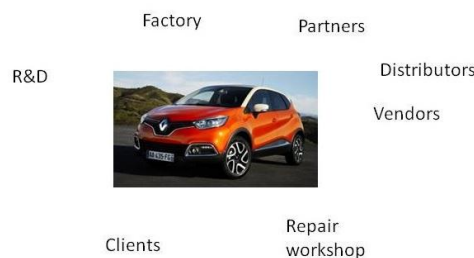 Factory
Partners
R&D
Distributors
Vendors
Clients
Repair
workshop